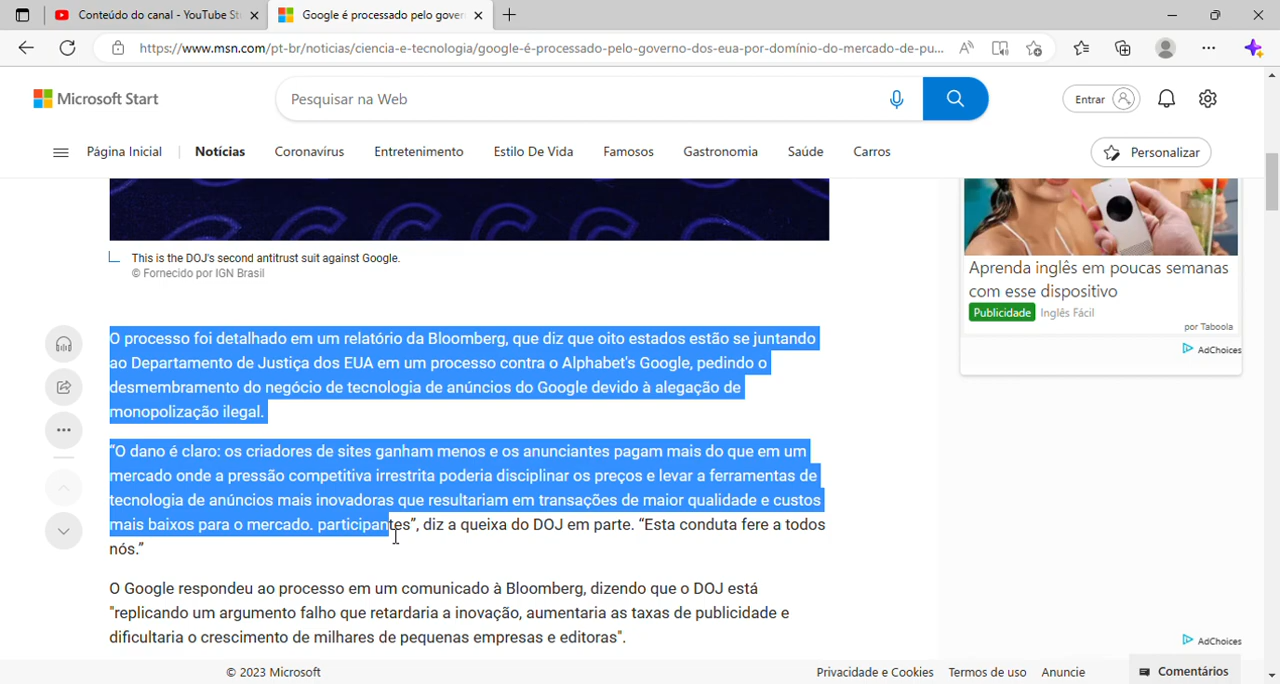 Conteúdo do canal - YouTube St
Google é processado pelo gover
https://www.msn.com/pt-br/noticias/ciencia-e-tecnologia/google-é-processado-pelo-governo-dos-eua-por-domínio-do-mercado-de-pu...
Microsoft Start
Pesquisar na Web
Entrar
Página Inicial
Notícias
Coronavírus
Entretenimento
Estilo De Vida
Famosos
Gastronomia
Saúde
Carros
Personalizar
This is the DOJ's second antitrust suit against Google.
© Fornecido por IGN Brasil
O processo foi detalhado em um relatório da Bloomberg, que diz que oito estados estão se juntando
ao Departamento de Justiça dos EUA em um processo contra o Alphabet's Google, pedindo o
desmembramento do negócio de tecnologia de anúncios do Google devido à alegação de
monopolização ilegal.
“O dano é claro: os criadores de sites ganham menos e os anunciantes pagam mais do que em um
mercado onde a pressão competitiva irrestrita poderia disciplinar os preços e levar a ferramentas de
tecnologia de anúncios mais inovadoras que resultariam em transações de maior qualidade e custos
mais baixos para o mercado. participantes”, diz a queixa do DOJ em parte. “Esta conduta fere a todos
nós.”
O Google respondeu ao processo em um comunicado à Bloomberg, dizendo que o DOJ está
"replicando um argumento falho que retardaria a inovação, aumentaria as taxas de publicidade e
dificultaria o crescimento de milhares de pequenas empresas e editoras".
Aprenda inglês em poucas semanas
com esse dispositivo
Publicidade Inglês Fácil
por Taboola
AdChoices
AdChoices
© 2023 Microsoft
Privacidade e Cookies
Termos de uso
Anuncie
Comentários